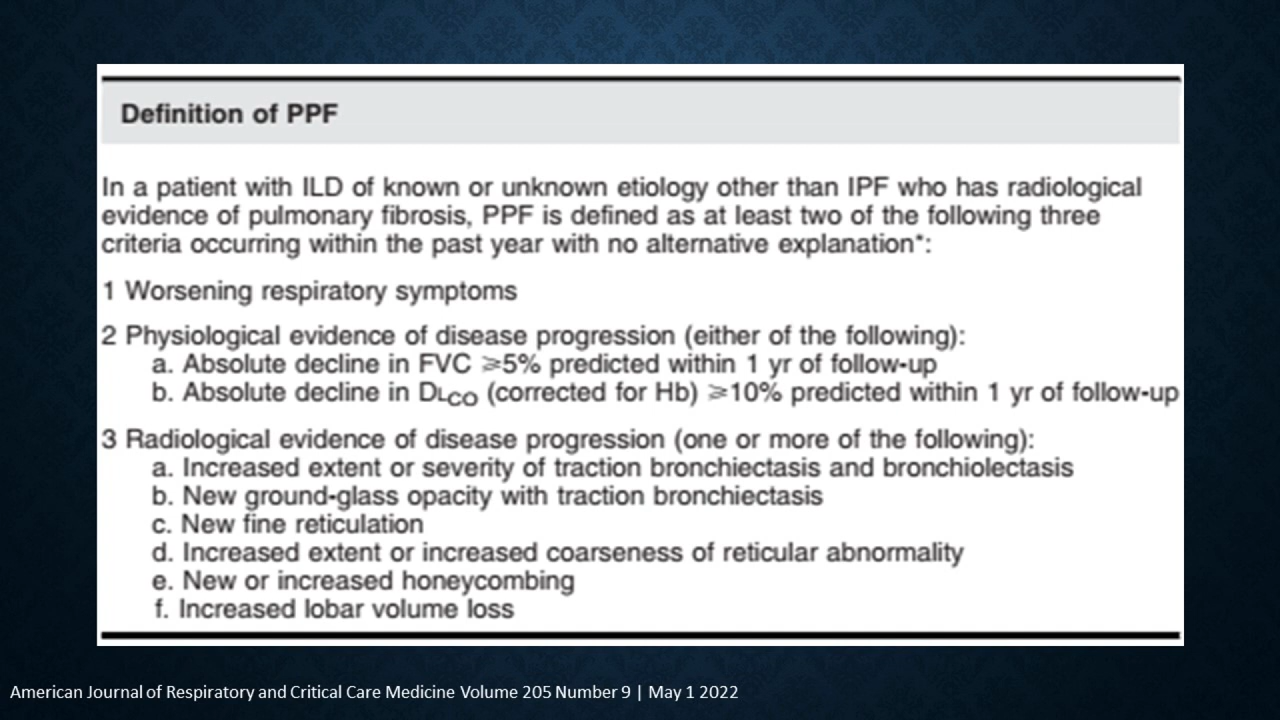 Definition of PPF
In a patient with ILD of known or unknown etiology other than IPF who has radiological
evidence of pulmonary fibrosis, PPF is defined as at least two of the following three
criteria occurring within the past year with no alternative explanation*:
1 Worsening respiratory symptoms
2 Physiological evidence of disease progression (either of the following):
a. Absolute decline in FVC ⩾5% predicted within 1 yr of follow-up
b. Absolute decline in DLCO (corrected for Hb) ⩾10% predicted within 1 yr of follow-up
3 Radiological evidence of disease progression (one or more of the following):
a. Increased extent or severity of traction bronchiectasis and bronchiolectasis
b. New ground-glass opacity with traction bronchiectasis
c. New fine reticulation
d. Increased extent or increased coarseness of reticular abnormality
e. New or increased honeycombing
f. Increased lobar volume loss
American Journal of Respiratory and Critical Care Medicine Volume 205 Number 9 | May 1 2022